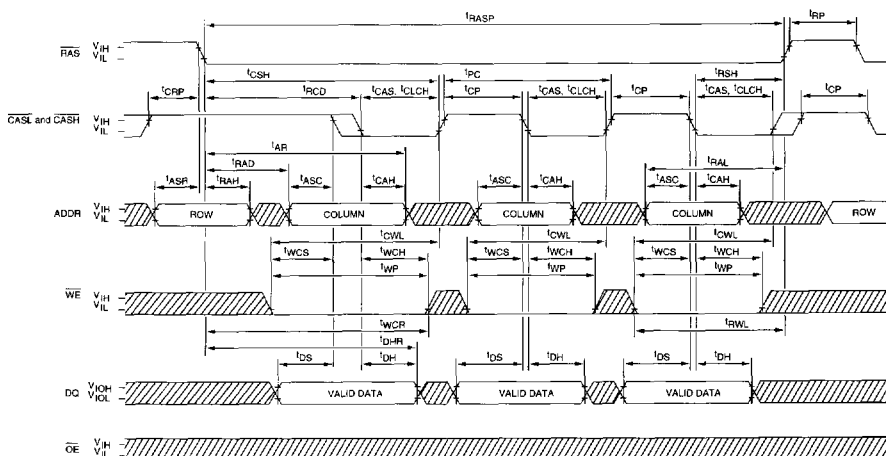 tRASP tRP
RAS VIH
VIL
tCSH tPC tRSH
tCRP tRCD tCAS, tCLCH tCP tCAS, tCLCH tCP tCAS, tCLCH tCP
CASL and CASH VIH
VIL
tAR
tRAD tRAL
tASR tRAH tASC tCAH tASC tCAH tASC tCAH
ADDR VIH
VIL
ROW COLUMN COLUMN COLUMN ROW
tCWL tCWL tCWL
tWCS tWCH tWCS tWCH tWCS tWCH
tWP tWP tWP
WE VIH
VIL
tWCR tRWL
tDHR
tDS tDH tDS tDH tDS tDH
DQ VIOH
VIOL
VALID DATA VALID DATA VALID DATA
OE VIH
VIL